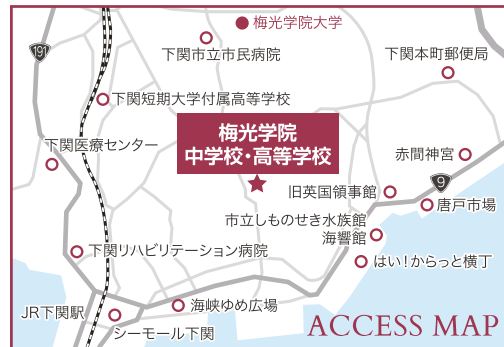 梅光学院大学
191
下関市立市民病院
下関本町郵便局
下関短期大学付属高等学校
梅光学院
中学校・高等学校
下関医療センター
赤間神宮
9
旧英国領事館
唐戸市場
市立しものせき水族館
海響館
下関リハビリテーション病院
はい!からっと横丁
海峡ゆめ広場
JR下関駅
シーモール下関
ACCESS MAP